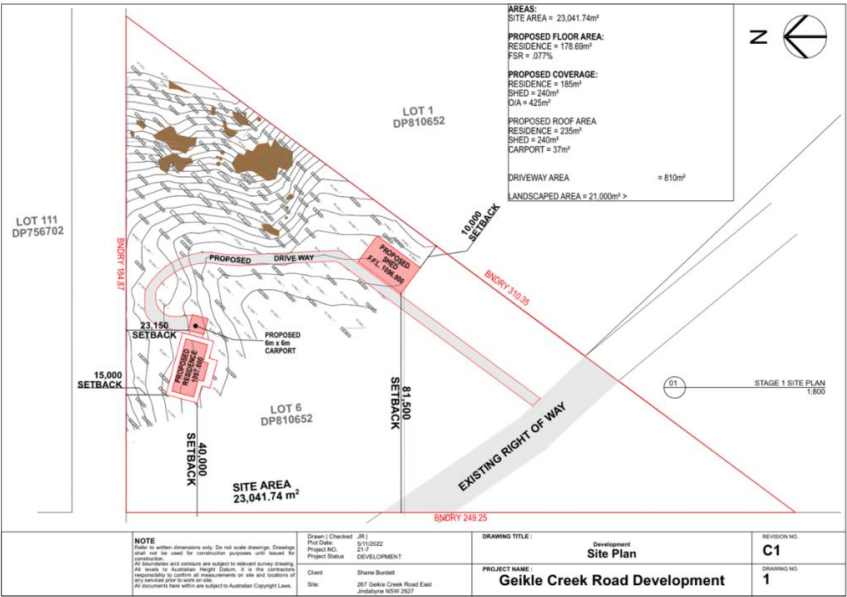 AREAS:
SITE AREA = 23,041.74m²
PROPOSED FLOOR AREA:
RESIDENCE = 178.69m²
FSR = .077%
PROPOSED COVERAGE:
RESIDENCE = 185m²
SHED = 240m²
O/A = 425m²
PROPOSED ROOF AREA
RESIDENCE = 235m²
SHED = 240m²
CARPORT = 37m²
DRIVEWAY AREA = 810m²
LANDSCAPED AREA = 21,000m² >
N
LOT 1
DP810652
LOT 111
DP756702
10,000
SETBACK
BNDRY 184.87
PROPOSED DRIVEWAY
PROPOSED
SHED
F.F.L. 1096.000
BNDRY 310.35
23,150
SETBACK
PROPOSED
6m x 6m
CARPORT
PROPOSED
RESIDENCE
1097.800
15,000
SETBACK
LOT 6
DP810652
81,500
SETBACK
40,000
SETBACK
EXISTING RIGHT OF WAY
01
STAGE 1 SITE PLAN
1:800
SITE AREA
23,041.74 m²
BNDRY 249.25
NOTE
Refer to written dimensions only. Do not scale drawings. Drawings
shall not be used for construction purposes until issued for
construction.
All boundaries and contours are subject to relevant survey drawing.
All levels to Australian Height Datum. It is the contractors
responsibility to confirm all measurements on site and locations of
any services prior to work on site.
All documents here within are subject to Australian Copyright Laws.
Drawn | Checked JR |
Plot Date: 5/11/2022
Project NO. 21-7
Project Status DEVELOPMENT
Client Shane Burdett
Site: 267 Geikle Creek Road East
Jindabyne NSW 2627
DRAWING TITLE :
Development
Site Plan
PROJECT NAME :
Geikle Creek Road Development
REVISION NO.
C1
DRAWING NO.
1